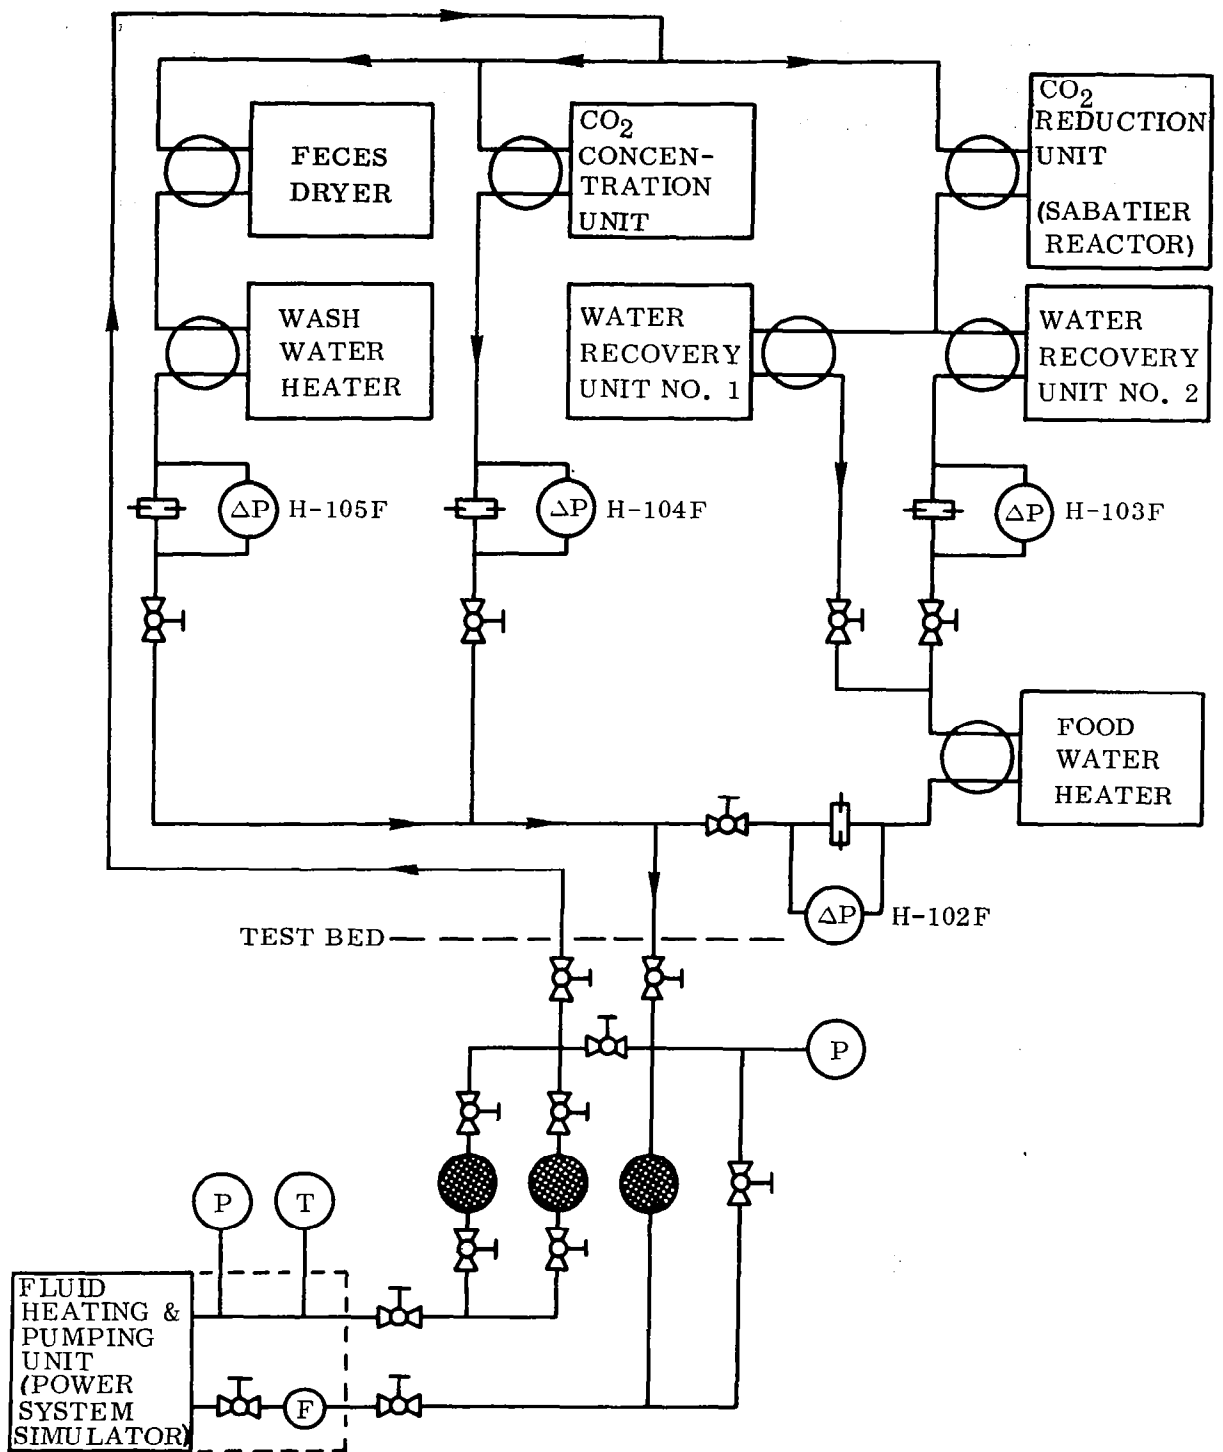 FECES
DRYER
CO2
CONCEN-
TRATION
UNIT
CO2
REDUCTION
UNIT
(SABATIER
REACTOR)
WASH
WATER
HEATER
WATER
RECOVERY
UNIT NO. 1
WATER
RECOVERY
UNIT NO. 2
ΔP H-105F
ΔP H-104F
ΔP H-103F
FOOD
WATER
HEATER
ΔP H-102F
TEST BED
P
P
T
FLUID
HEATING &
PUMPING
UNIT
(POWER
SYSTEM
SIMULATOR)
F